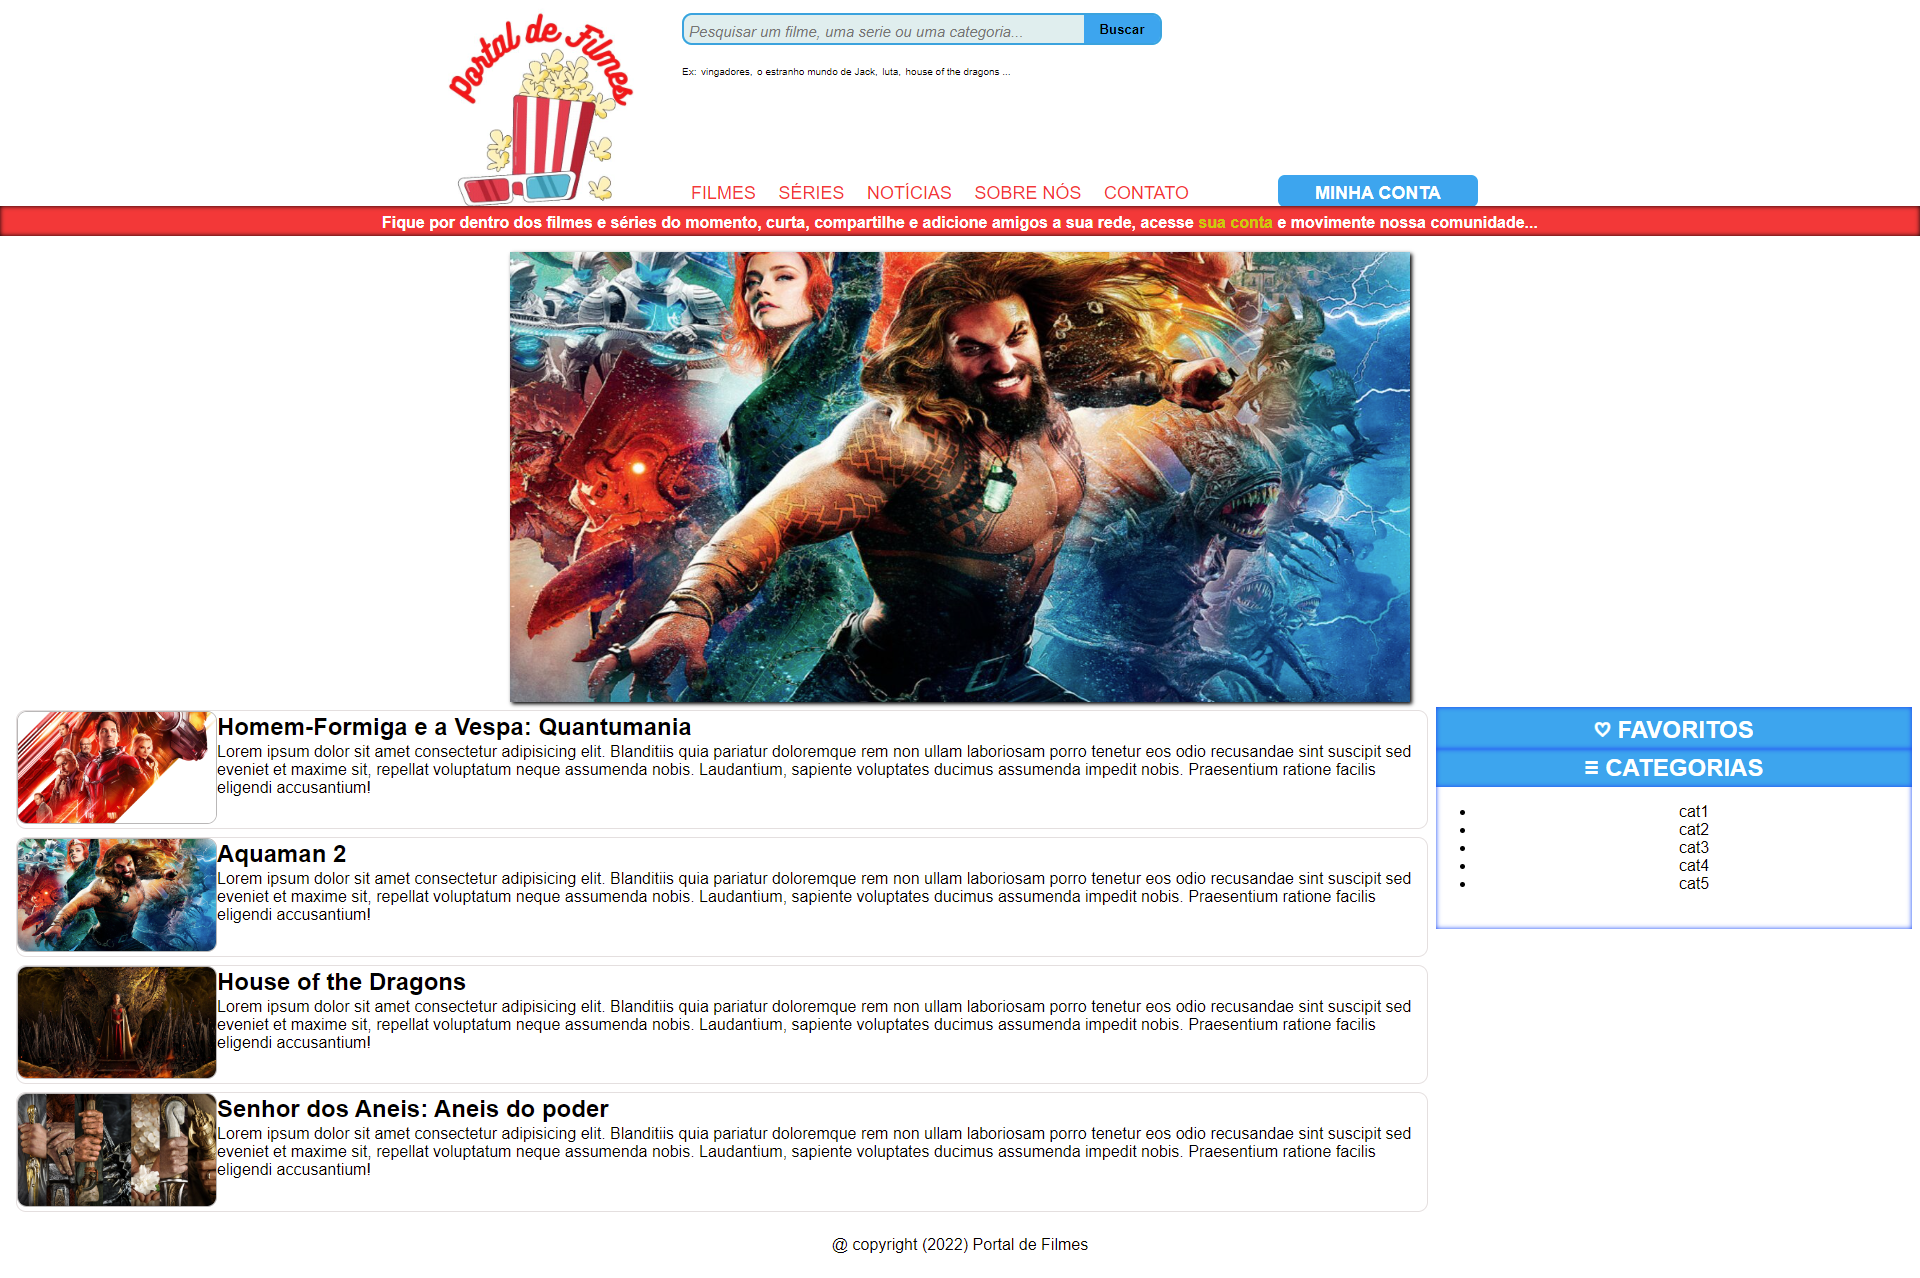 Portal de Filmes
Pesquisar um filme, uma serie ou uma categoria...
Buscar
Ex: vingadores, o estranho mundo de Jack, luta, house of the dragons ...
FILMES SÉRIES NOTÍCIAS SOBRE NÓS CONTATO
MINHA CONTA
Fique por dentro dos filmes e séries do momento, curta, compartilhe e adicione amigos a sua rede, acesse sua conta e movimente nossa comunidade...
Homem-Formiga e a Vespa: Quantumania
Lorem ipsum dolor sit amet consectetur adipisicing elit. Blanditiis quia pariatur doloremque rem non ullam laboriosam porro tenetur eos odio recusandae sint suscipit sed
eveniet et maxime sit, repellat voluptatum neque assumenda nobis. Laudantium, sapiente voluptates ducimus assumenda impedit nobis. Praesentium ratione facilis
eligendi accusantium!
Aquaman 2
Lorem ipsum dolor sit amet consectetur adipisicing elit. Blanditiis quia pariatur doloremque rem non ullam laboriosam porro tenetur eos odio recusandae sint suscipit sed
eveniet et maxime sit, repellat voluptatum neque assumenda nobis. Laudantium, sapiente voluptates ducimus assumenda impedit nobis. Praesentium ratione facilis
eligendi accusantium!
House of the Dragons
Lorem ipsum dolor sit amet consectetur adipisicing elit. Blanditiis quia pariatur doloremque rem non ullam laboriosam porro tenetur eos odio recusandae sint suscipit sed
eveniet et maxime sit, repellat voluptatum neque assumenda nobis. Laudantium, sapiente voluptates ducimus assumenda impedit nobis. Praesentium ratione facilis
eligendi accusantium!
Senhor dos Aneis: Aneis do poder
Lorem ipsum dolor sit amet consectetur adipisicing elit. Blanditiis quia pariatur doloremque rem non ullam laboriosam porro tenetur eos odio recusandae sint suscipit sed
eveniet et maxime sit, repellat voluptatum neque assumenda nobis. Laudantium, sapiente voluptates ducimus assumenda impedit nobis. Praesentium ratione facilis
eligendi accusantium!
♡ FAVORITOS
≡ CATEGORIAS
• cat1
• cat2
• cat3
• cat4
• cat5
@ copyright (2022) Portal de Filmes